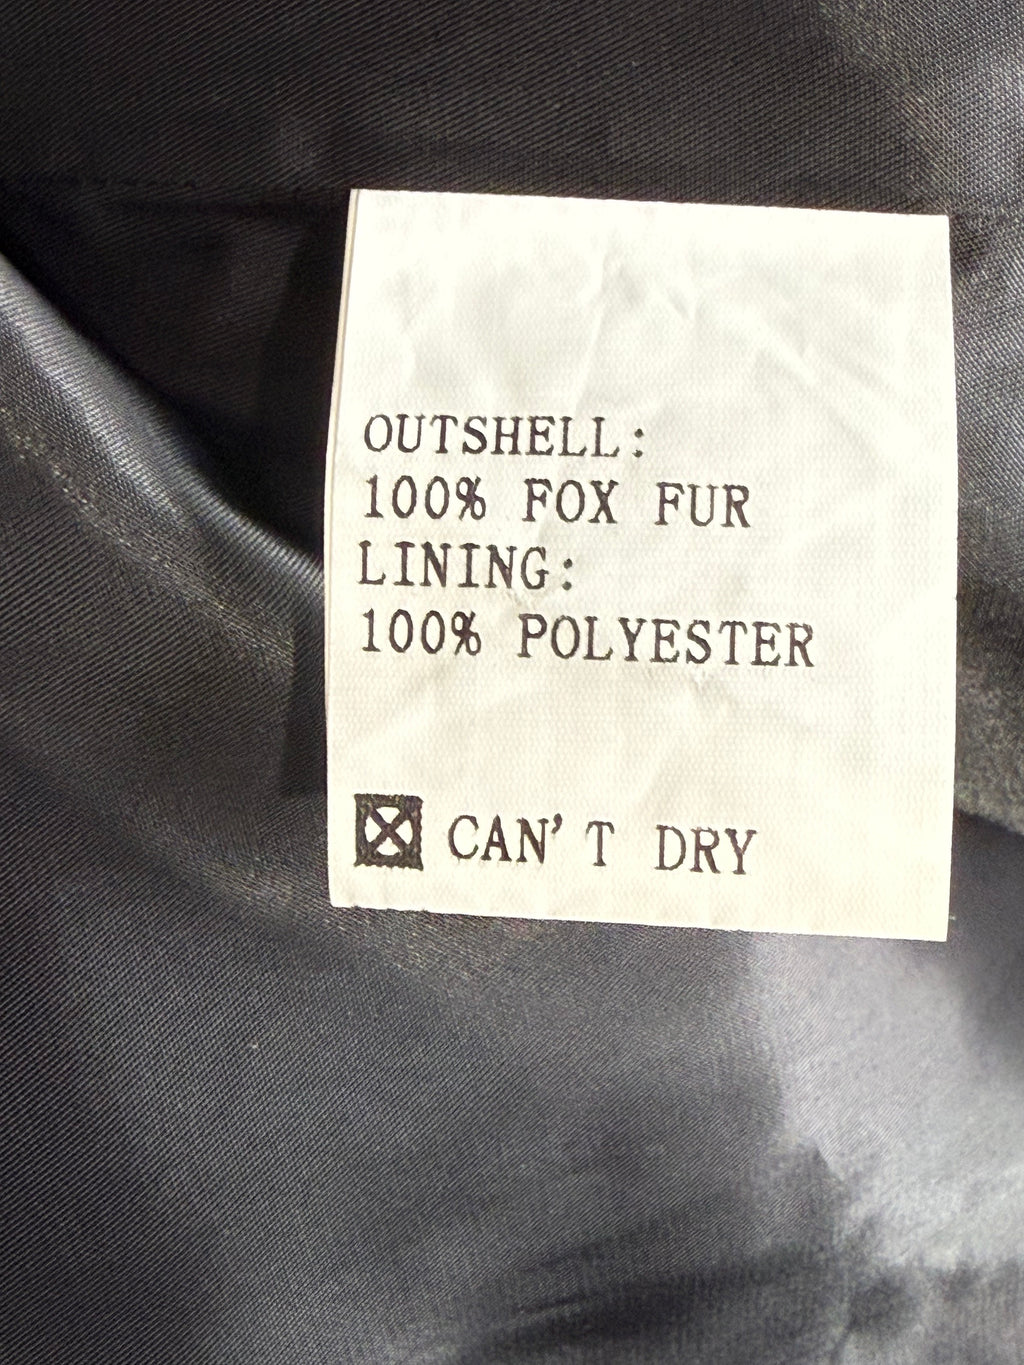 OUTSHELL:
100% FOX FUR
LINING:
100% POLYESTER
CAN'T DRY